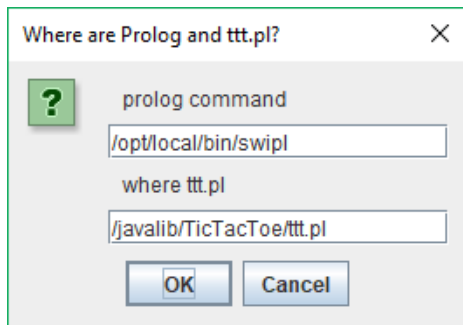 Where are Prolog and ttt.pl?
?
prolog command
/opt/local/bin/swipl
where ttt.pl
/javalib/TicTacToe/ttt.pl
OK Cancel